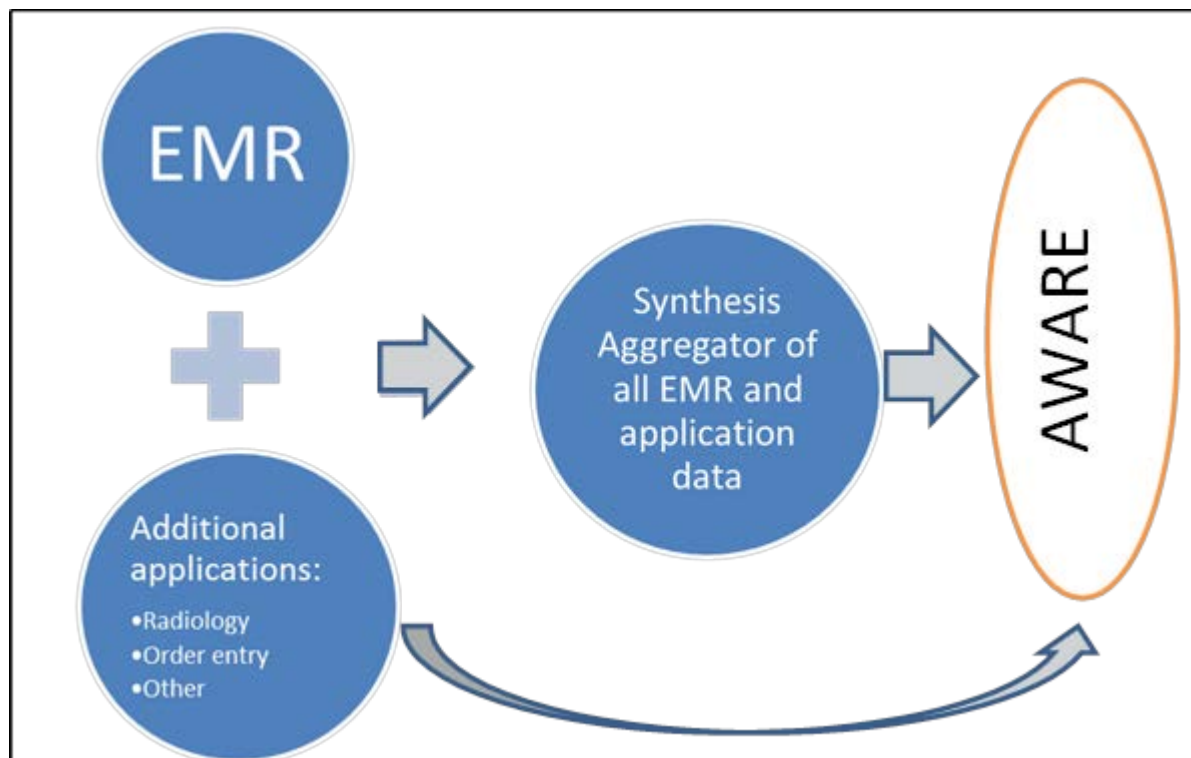 EMR
Additional
applications:
•Radiology
•Order entry
•Other
Synthesis
Aggregator of
all EMR and
application
data
AWARE